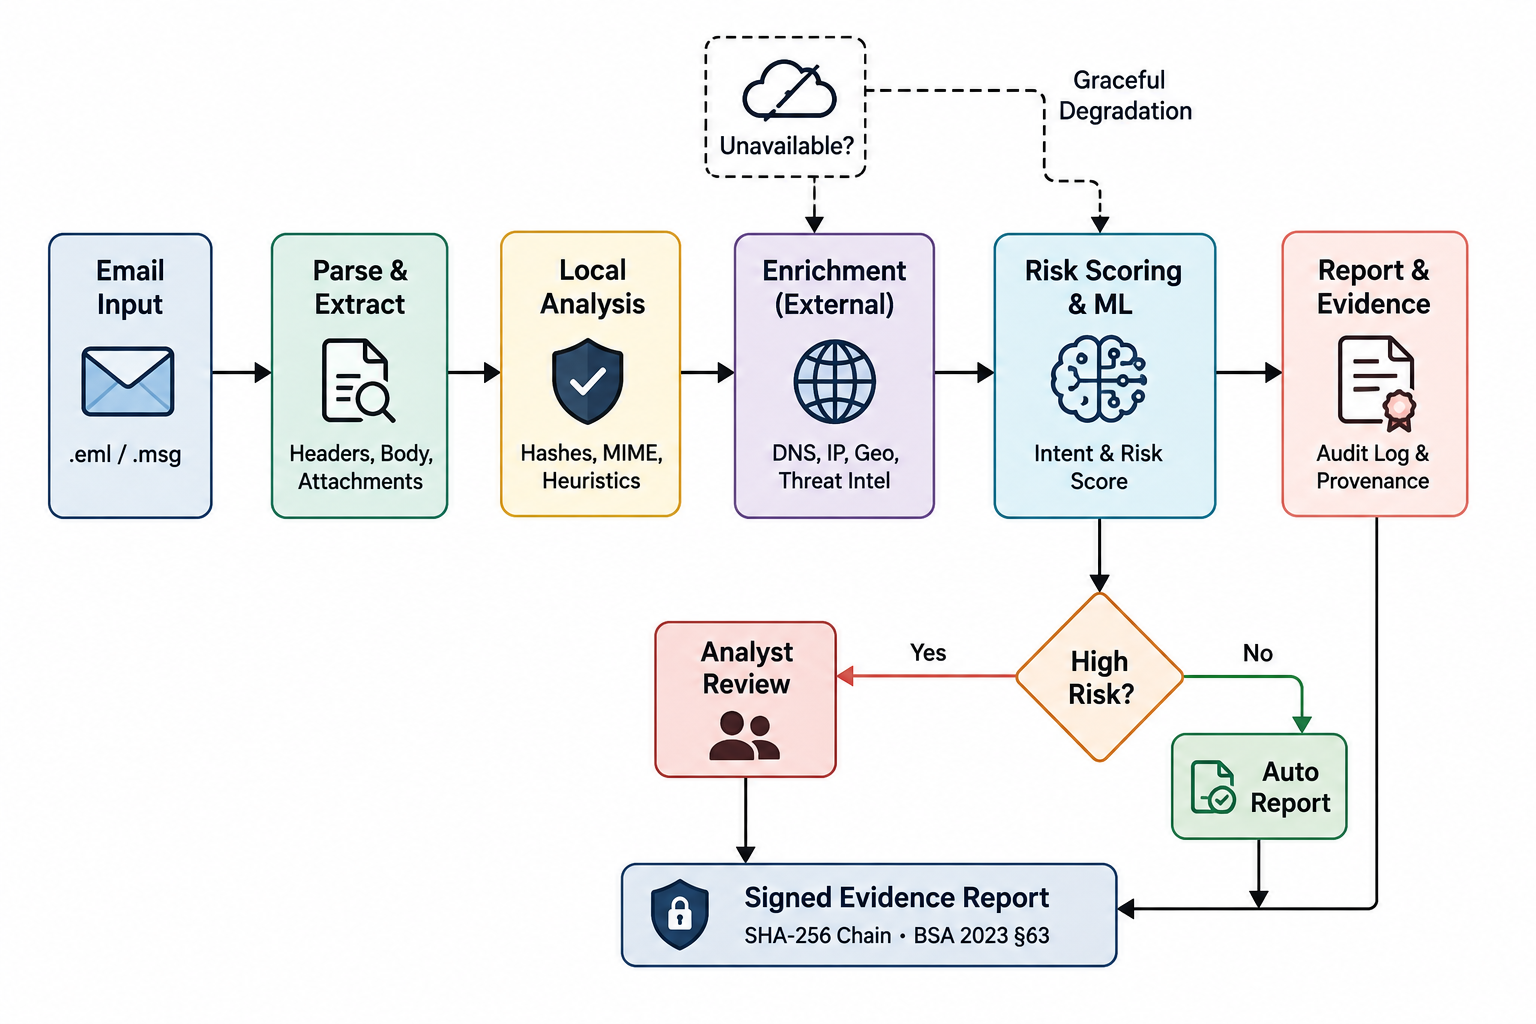 Unavailable?
Graceful
Degradation
Email
Input
.eml / .msg
Parse &
Extract
Headers, Body,
Attachments
Local
Analysis
Hashes, MIME,
Heuristics
Enrichment
(External)
DNS, IP, Geo,
Threat Intel
Risk Scoring
& ML
Intent & Risk
Score
Report &
Evidence
Audit Log &
Provenance
High
Risk?
Yes
No
Analyst
Review
Auto
Report
Signed Evidence Report
SHA-256 Chain • BSA 2023 §63